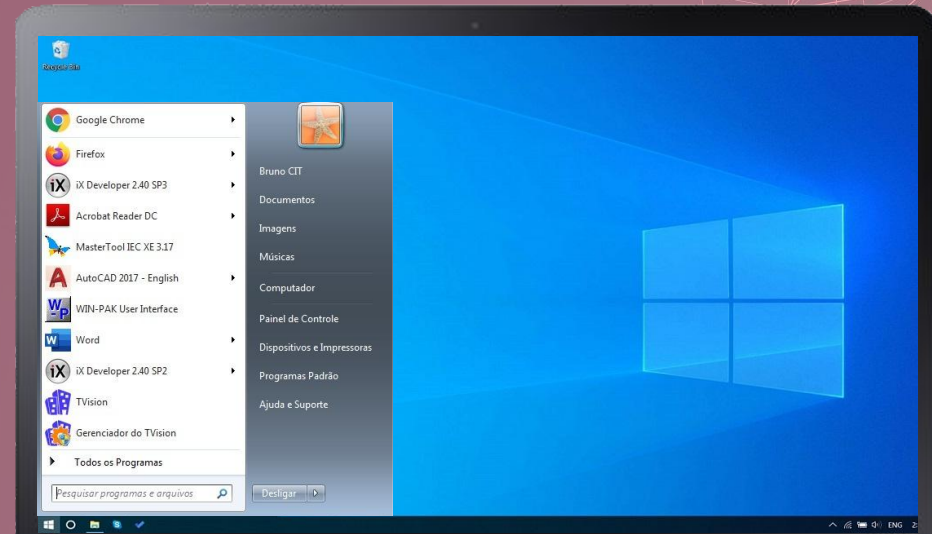 Recycle Bin
Google Chrome
Firefox
iX Developer 2.40 SP3
Acrobat Reader DC
MasterTool IEC XE 3.17
AutoCAD 2017 - English
WIN-PAK User Interface
Word
iX Developer 2.40 SP2
TVision
Gerenciador do TVision
Todos os Programas
Pesquisar programas e arquivos
Bruno CIT
Documentos
Imagens
Músicas
Computador
Painel de Controle
Dispositivos e Impressoras
Programas Padrão
Ajuda e Suporte
Desligar
ENG